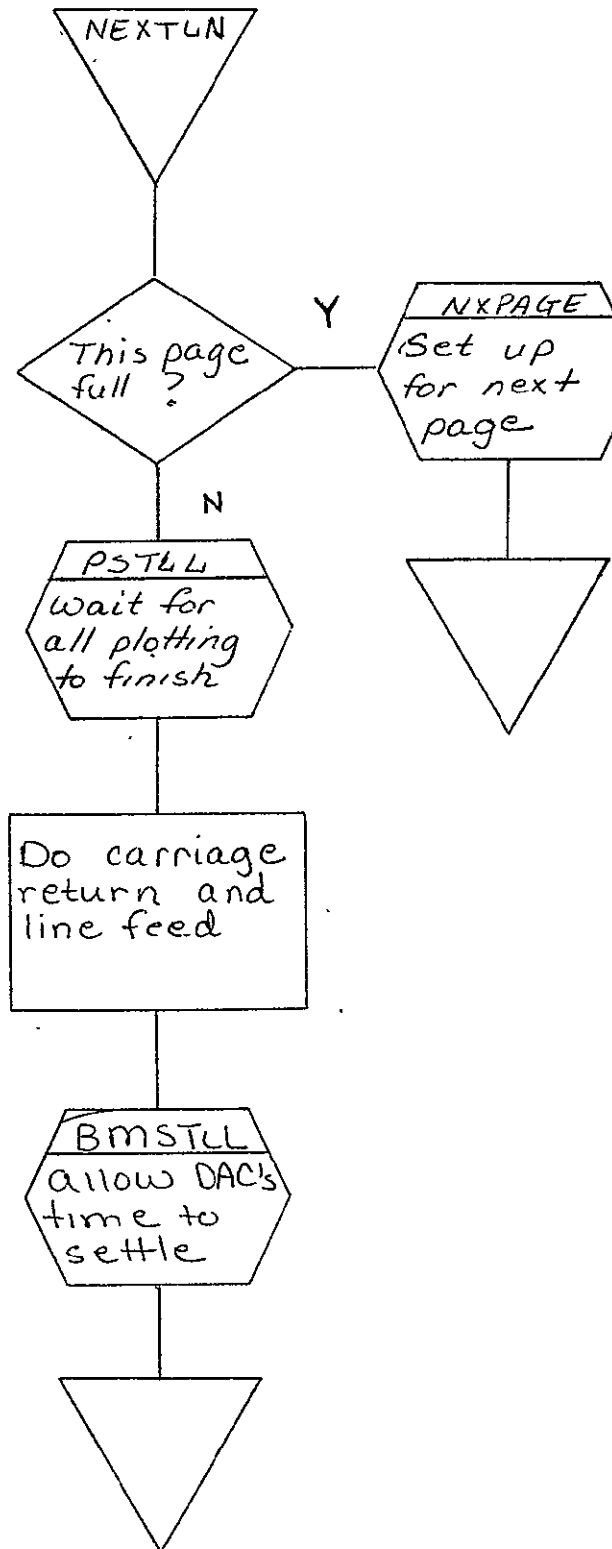 NEXTLN
This page
full ?
Y
NXPAGE
Set up
for next
page
N
PSTLL
wait for
all plotting
to finish
Do carriage
return and
line feed
BMSTLL
allow DAC's
time to
settle